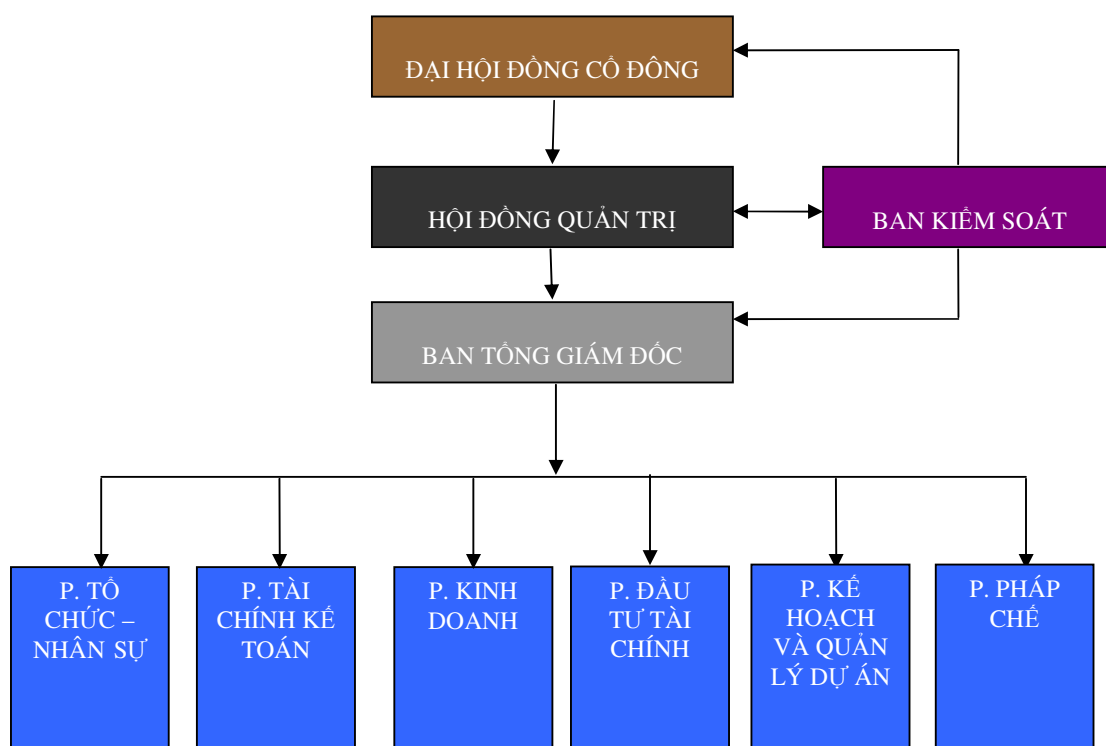 ĐẠI HỘI ĐỒNG CỔ ĐÔNG
HỘI ĐỒNG QUẢN TRỊ
BAN KIỂM SOÁT
BAN TỔNG GIÁM ĐỐC
P. TỔ
CHỨC –
NHÂN SỰ
P. TÀI
CHÍNH KẾ
TOÁN
P. KINH
DOANH
P. ĐẦU
TƯ TÀI
CHÍNH
P. KẾ
HOẠCH
VÀ QUẢN
LÝ DỰ ÁN
P. PHÁP
CHẾ